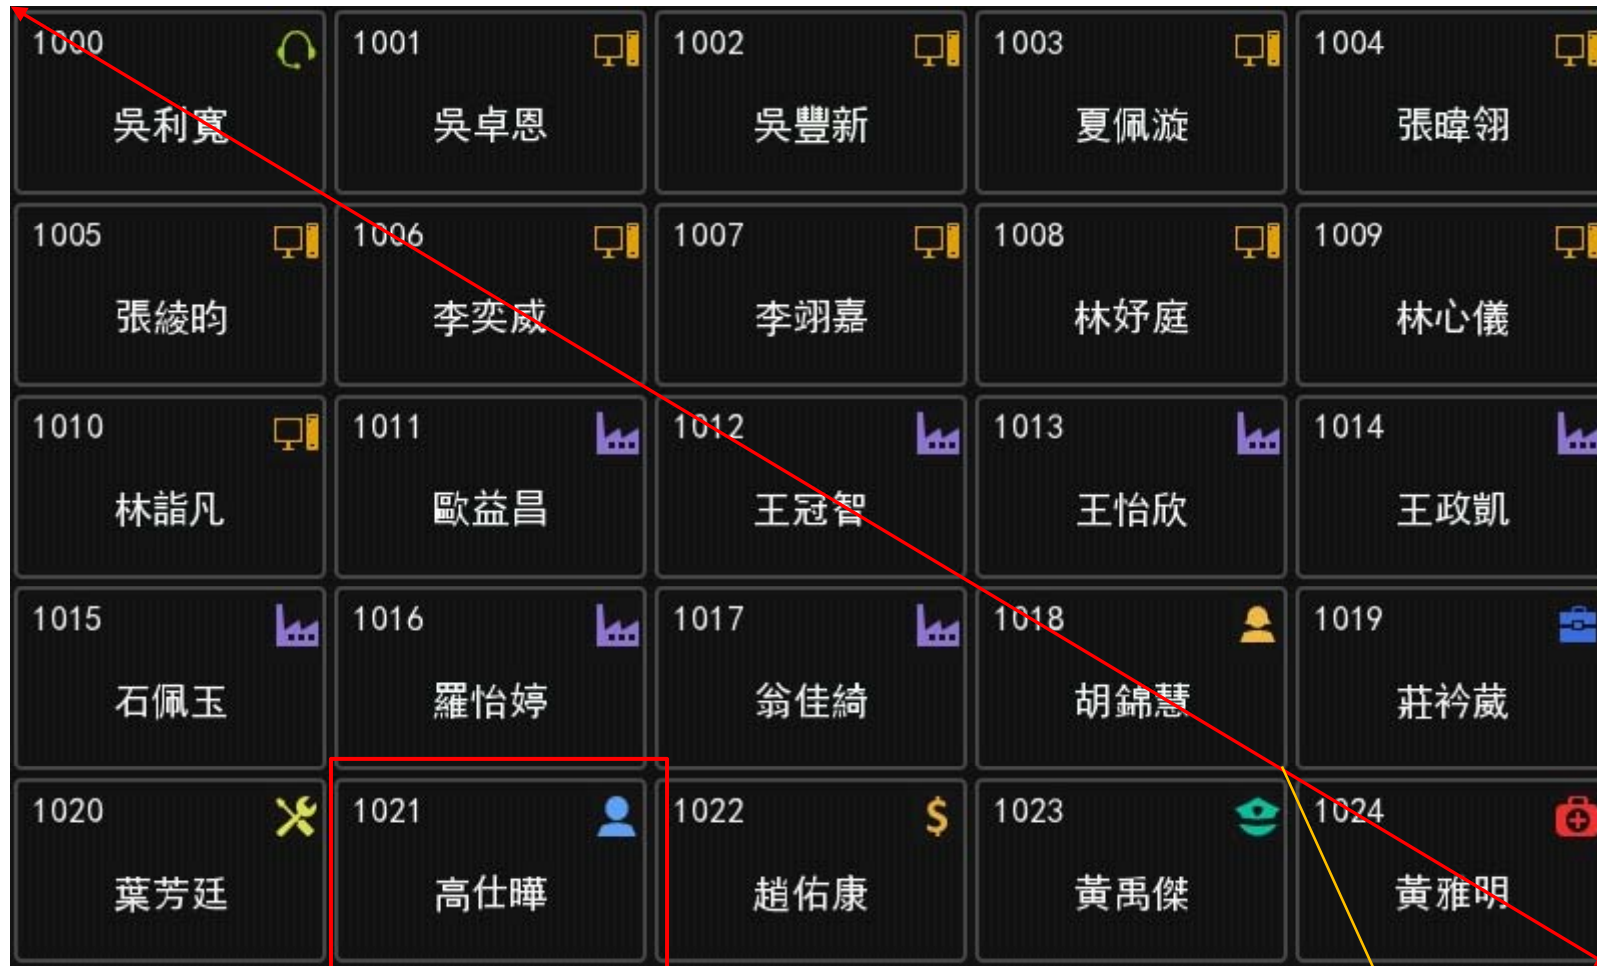 1000 1001 1002 1003 1004
吳利寬 吳卓恩 吳豐新 夏佩漩 張暐翎
1005 1006 1007 1008 1009
張綾昀 李奕威 李翊嘉 林妤庭 林心儀
1010 1011 1012 1013 1014
林詣凡 歐益昌 王冠智 王怡欣 王政凱
1015 1016 1017 1018 1019
石佩玉 羅怡婷 翁佳綺 胡錦慧 莊衿葳
1020 1021 1022 $ 1023 1024
葉芳廷 高仕曄 趙佑康 黃禹傑 黃雅明